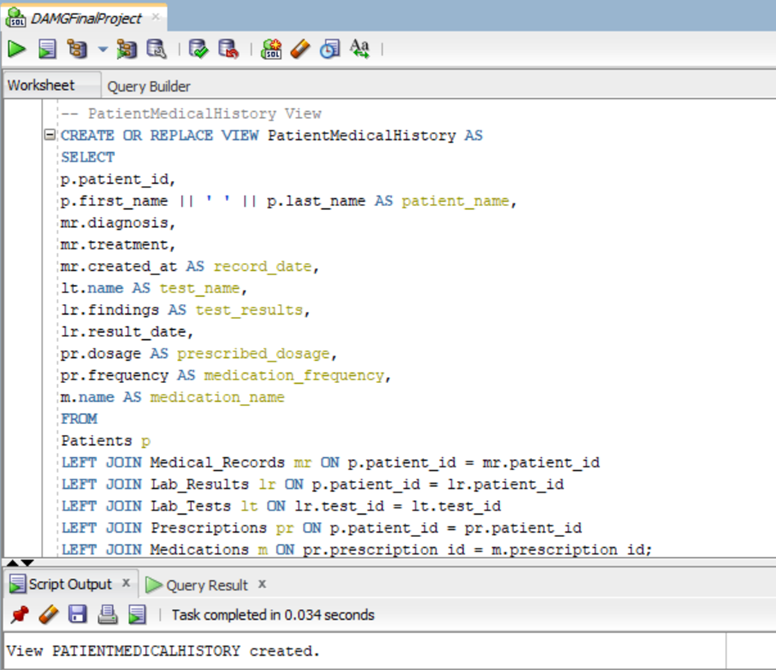 DAMGFinalProject
Worksheet Query Builder
-- PatientMedicalHistory View
CREATE OR REPLACE VIEW PatientMedicalHistory AS
SELECT
p.patient_id,
p.first_name || ' ' || p.last_name AS patient_name,
mr.diagnosis,
mr.treatment,
mr.created_at AS record_date,
lt.name AS test_name,
lr.findings AS test_results,
lr.result_date,
pr.dosage AS prescribed_dosage,
pr.frequency AS medication_frequency,
m.name AS medication_name
FROM
Patients p
LEFT JOIN Medical_Records mr ON p.patient_id = mr.patient_id
LEFT JOIN Lab_Results lr ON p.patient_id = lr.patient_id
LEFT JOIN Lab_Tests lt ON lr.test_id = lt.test_id
LEFT JOIN Prescriptions pr ON p.patient_id = pr.patient_id
LEFT JOIN Medications m ON pr.prescription_id = m.prescription_id;
Script Output Query Result
Task completed in 0.034 seconds
View PATIENTMEDICALHISTORY created.